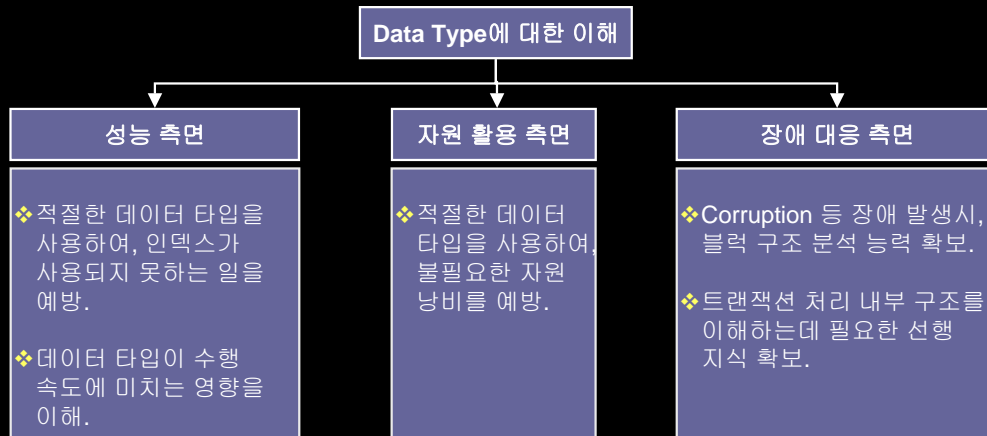 Data Type에 대한 이해
성능 측면
❖적절한 데이터 타입을
사용하여, 인덱스가
사용되지 못하는 일을
예방.
❖데이터 타입이 수행
속도에 미치는 영향을
이해.
자원 활용 측면
❖적절한 데이터
타입을 사용하여,
불필요한 자원
낭비를 예방.
장애 대응 측면
❖Corruption 등 장애 발생시,
블럭 구조 분석 능력 확보.
❖트랜잭션 처리 내부 구조를
이해하는데 필요한 선행
지식 확보.